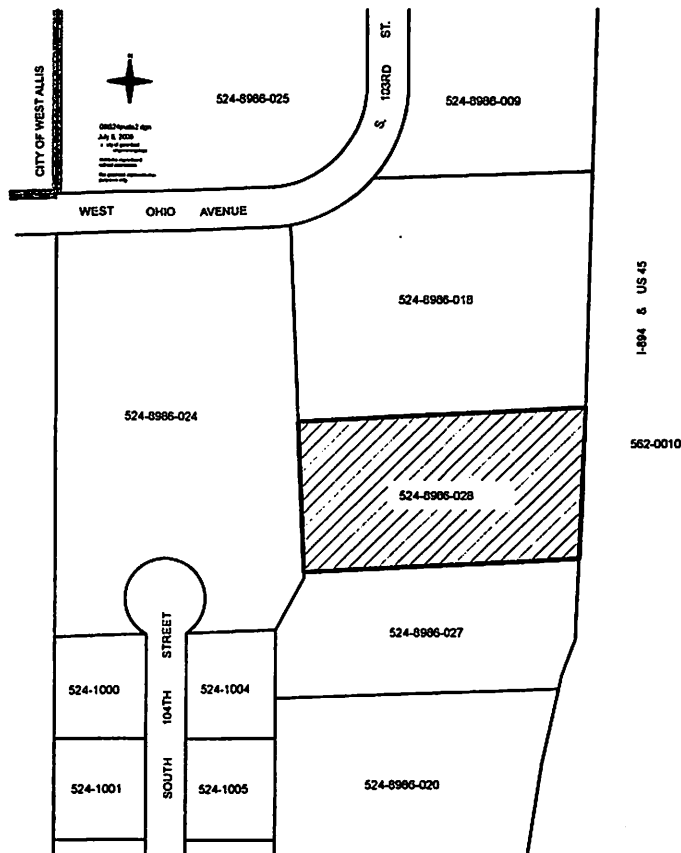 CITY OF WEST ALLIS
524-8986-025
S. 103RD ST.
524-8986-009
July 8, 2009
WEST OHIO AVENUE
524-8986-018
I-894 & US 45
524-8986-024
562-0010
524-8986-028
524-8986-027
524-1000
SOUTH 104TH STREET
524-1004
524-1001
524-1005
524-8986-020